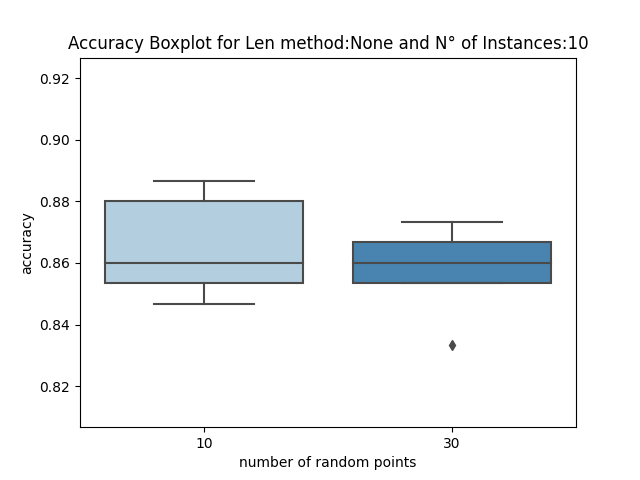 Accuracy Boxplot for Len method:None and N° of Instances:10
0.92
0.90
0.88
0.86
0.84
0.82
accuracy
10 30
number of random points